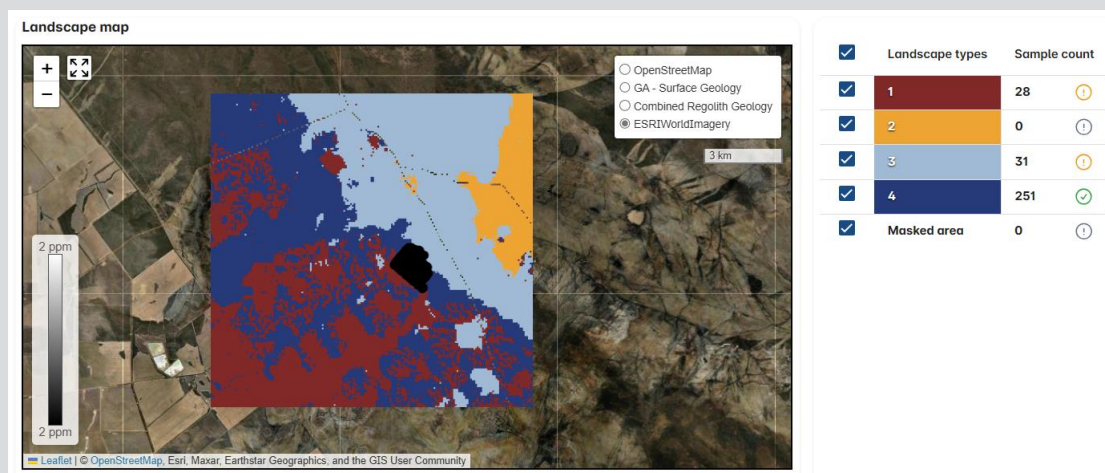 Landscape map
+
−
OpenStreetMap
GA - Surface Geology
Combined Regolith Geology
ESRIWorldImagery
3 km
2 ppm
2 ppm
Leaflet | © OpenStreetMap, Esri, Maxar, Earthstar Geographics, and the GIS User Community
Landscape types Sample count
1 28
2 0
3 31
4 251
Masked area 0